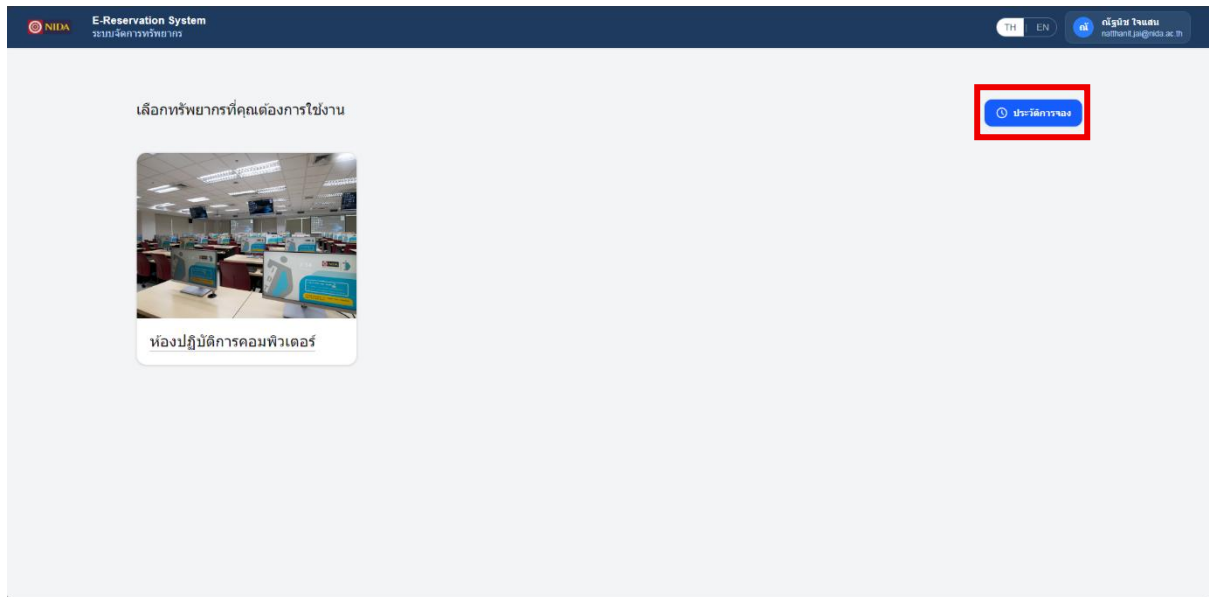 NIDA
E-Reservation System
ระบบจัดการทรัพยากร
TH
EN
ณั
ณัฐนิช ใจแสน
natthanit.jai@nida.ac.th
เลือกทรัพยากรที่คุณต้องการใช้งาน
ประวัติการจอง
ห้องปฏิบัติการคอมพิวเตอร์